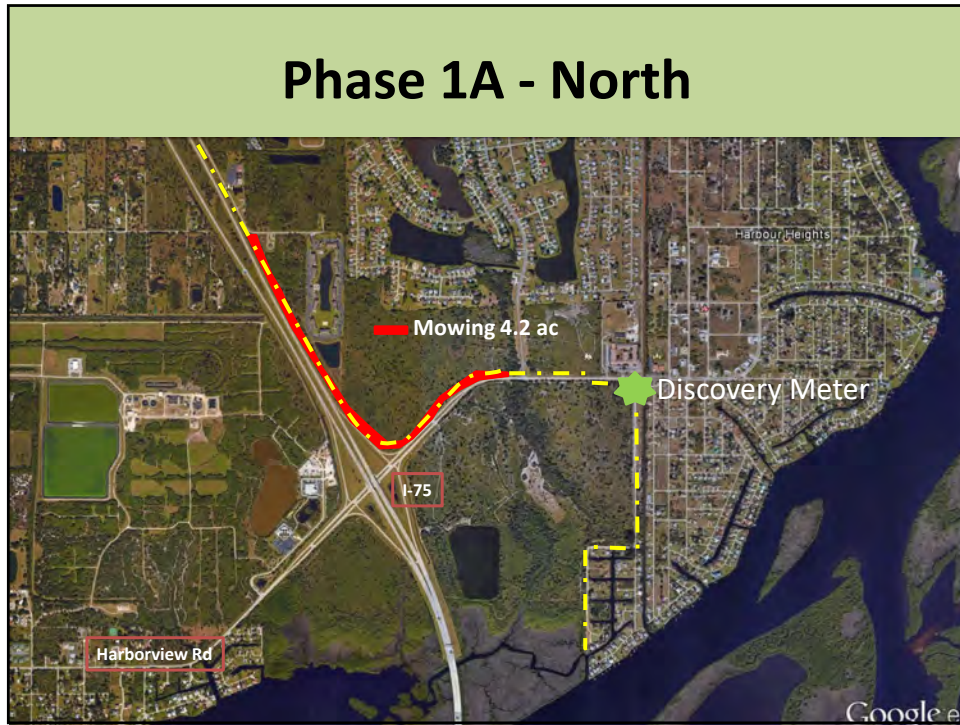 Phase 1A - North
Harbour Heights
Mowing 4.2 ac
Discovery Meter
I-75
Harborview Rd
Google e